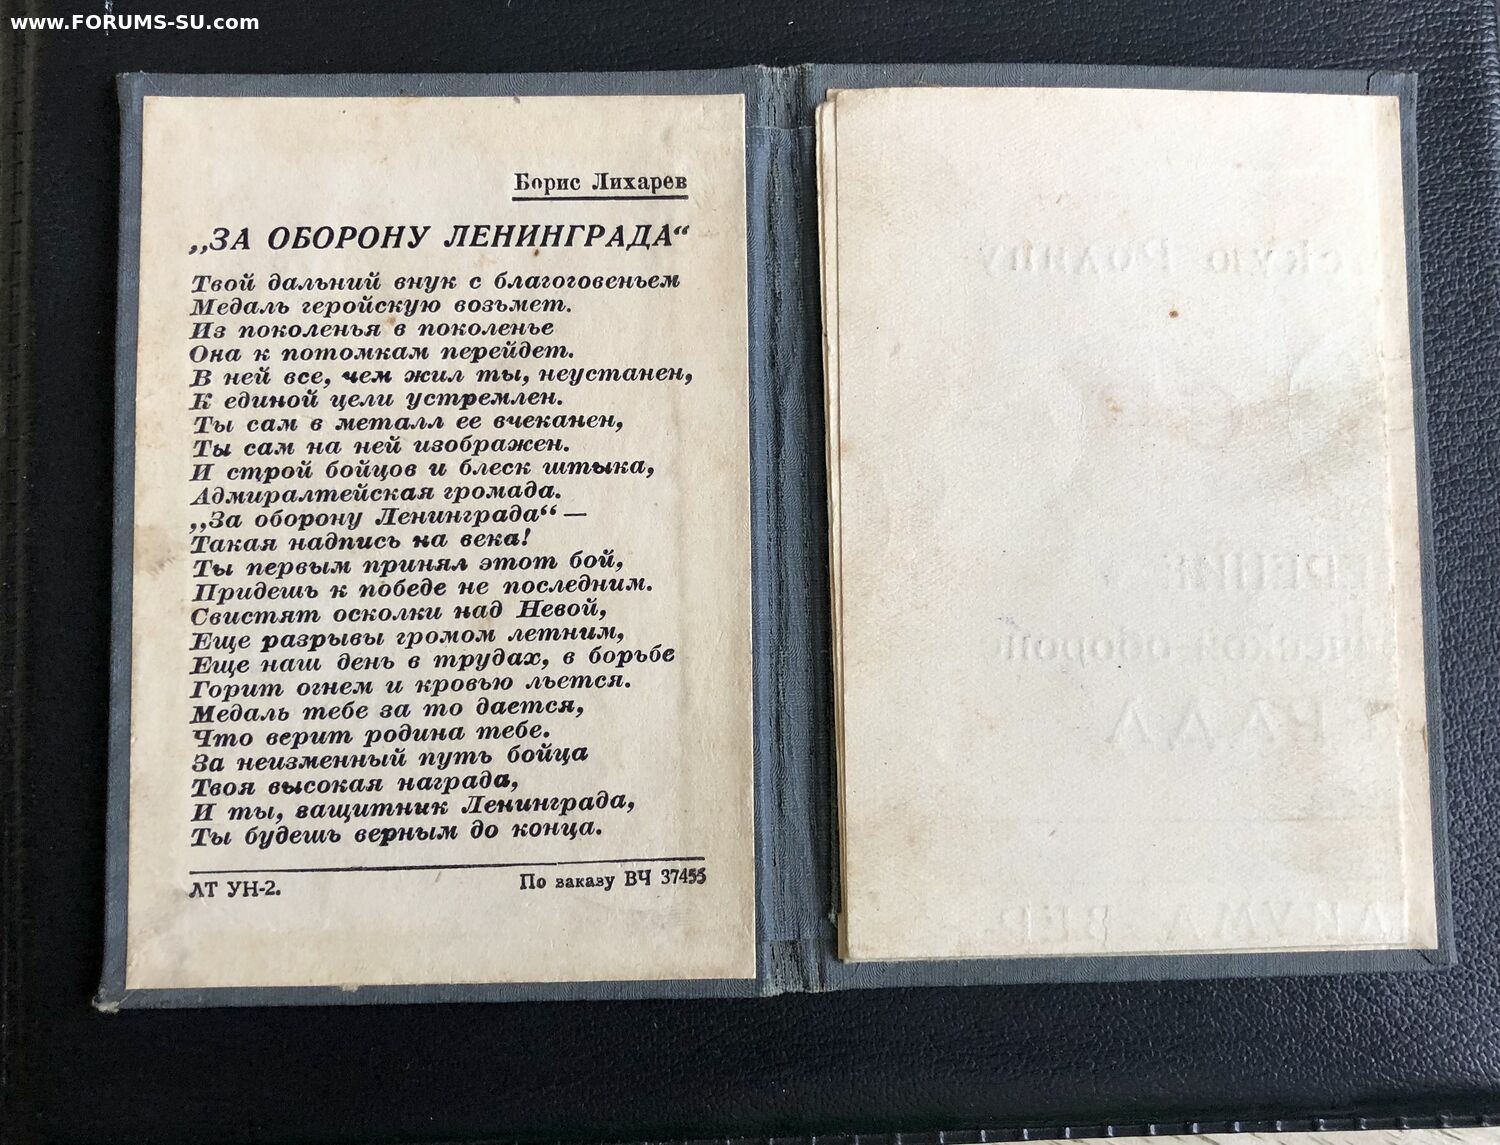 www.FORUMS-SU.com
Борис Лихарев
„ЗА ОБОРОНУ ЛЕНИНГРАДА“
Твой дальний внук с благоговеньем
Медаль геройскую возьмет.
Из поколенья в поколенье
Она к потомкам перейдет.
В ней все, чем жил ты, неустанен,
К единой цели устремлен.
Ты сам в металл ее вчеканен,
Ты сам на ней изображен.
И строй бойцов и блеск штыка,
Адмиралтейская громада.
„За оборону Ленинграда“ —
Такая надпись на века!
Ты первым принял этот бой,
Придешь к победе не последним.
Свистят осколки над Невой,
Еще разрывы громом летним,
Еще наш день в трудах, в борьбе
Горит огнем и кровью льется.
Медаль тебе за то дается,
Что верит родина тебе.
За неизменный путь бойца
Твоя высокая награда,
И ты, защитник Ленинграда,
Ты будешь верным до конца.
ЛТ УН-2.
По заказу ВЧ 37455